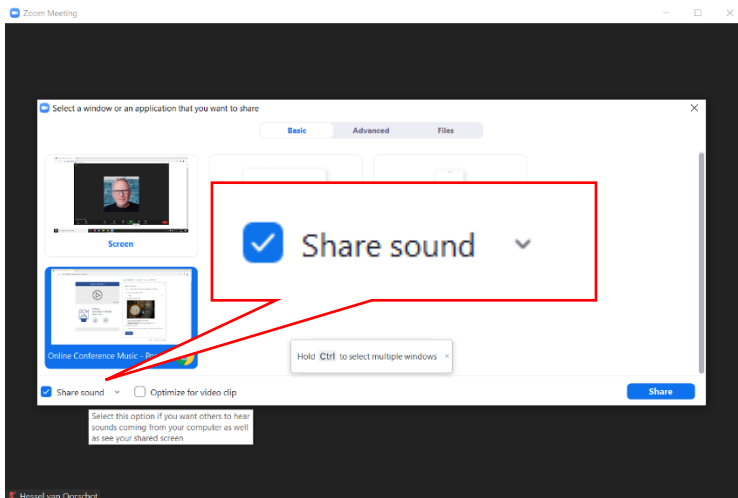 Zoom Meeting
Select a window or an application that you want to share
Basic Advanced Files
Share sound
Screen
Online Conference Music - 
Hold Ctrl to select multiple windows ×
Share sound Optimize for video clip Share
Select this option if you want others to hear
sounds coming from your computer as well
as see your shared screen
Hessel van Oorschot